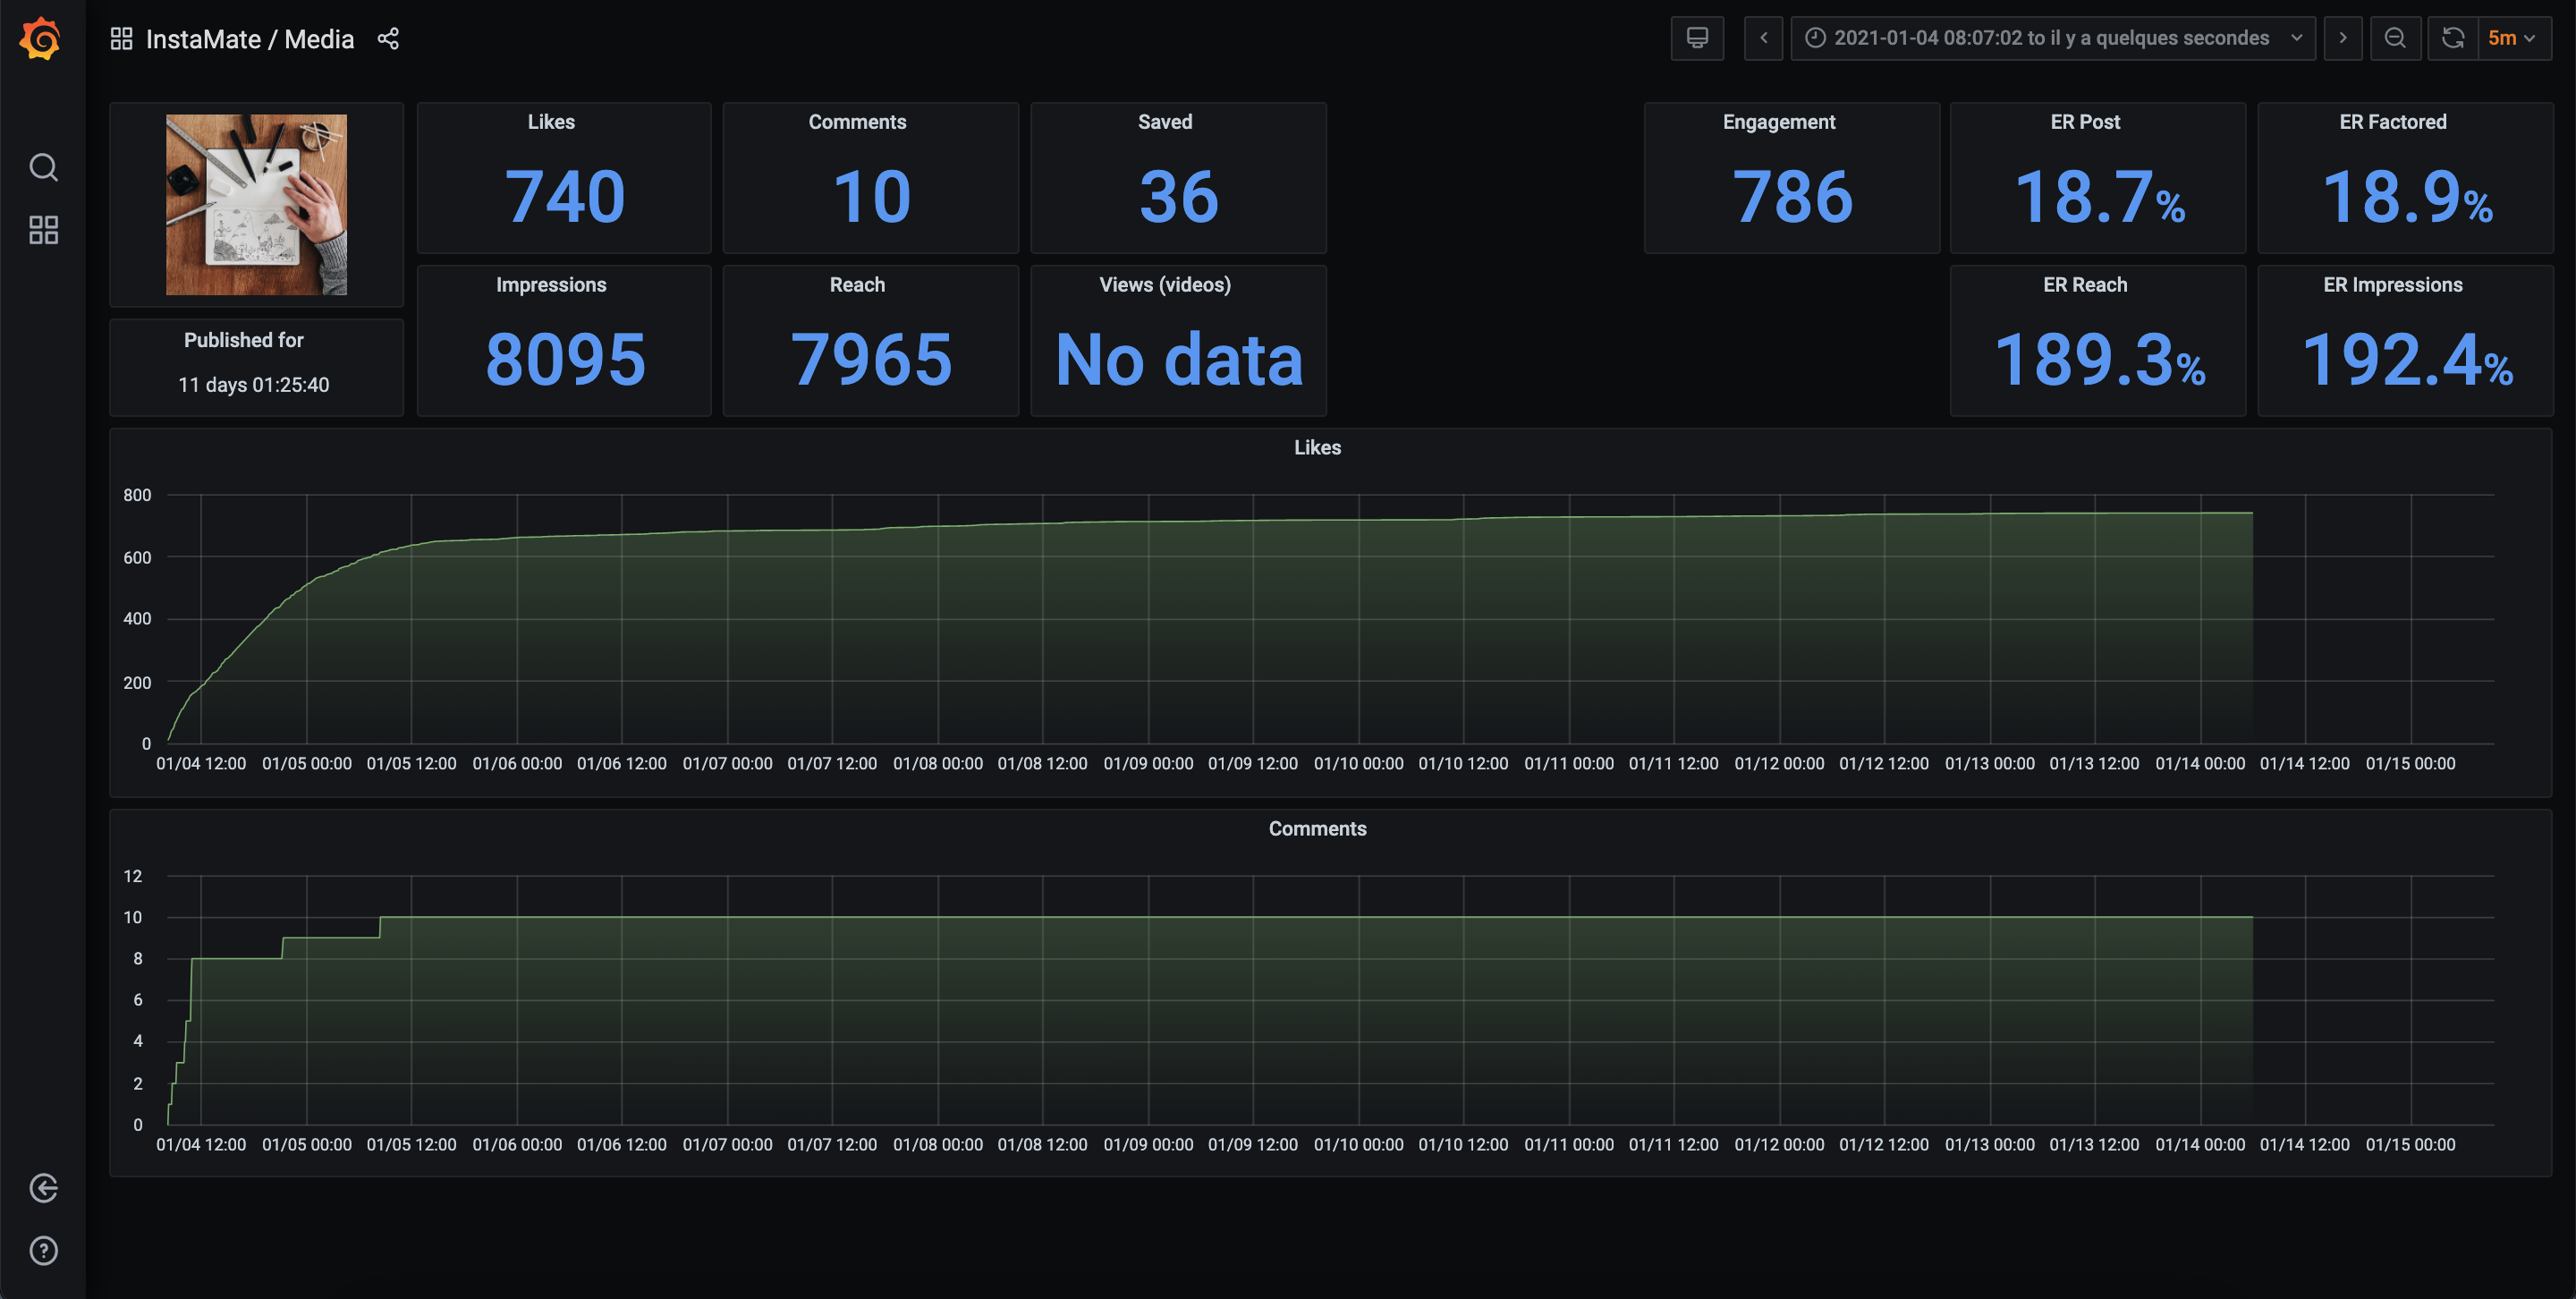 InstaMate / Media
2021-01-04 08:07:02 to il y a quelques secondes
5m
Likes
740
Comments
10
Saved
36
Engagement
786
ER Post
18.7%
ER Factored
18.9%
Published for
11 days 01:25:40
Impressions
8095
Reach
7965
Views (videos)
No data
ER Reach
189.3%
ER Impressions
192.4%
Likes
800
600
400
200
0
01/04 12:00 01/05 00:00 01/05 12:00 01/06 00:00 01/06 12:00 01/07 00:00 01/07 12:00 01/08 00:00 01/08 12:00 01/09 00:00 01/09 12:00 01/10 00:00 01/10 12:00 01/11 00:00 01/11 12:00 01/12 00:00 01/12 12:00 01/13 00:00 01/13 12:00 01/14 00:00 01/14 12:00 01/15 00:00
Comments
12
10
8
6
4
2
0
01/04 12:00 01/05 00:00 01/05 12:00 01/06 00:00 01/06 12:00 01/07 00:00 01/07 12:00 01/08 00:00 01/08 12:00 01/09 00:00 01/09 12:00 01/10 00:00 01/10 12:00 01/11 00:00 01/11 12:00 01/12 00:00 01/12 12:00 01/13 00:00 01/13 12:00 01/14 00:00 01/14 12:00 01/15 00:00